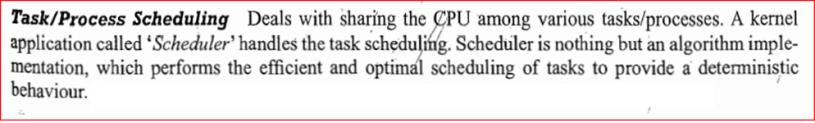 Task/Process Scheduling Deals with sharing the CPU among various tasks/processes. A kernel
application called ‘Scheduler’ handles the task scheduling. Scheduler is nothing but an algorithm imple-
mentation, which performs the efficient and optimal scheduling of tasks to provide a deterministic
behaviour.